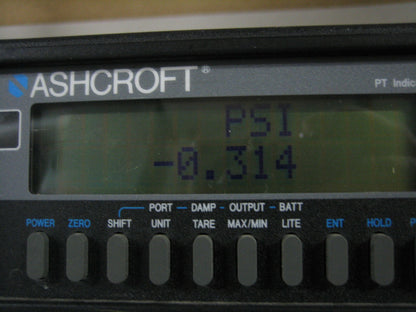 ASHCROFT®
PT Indic
PSI
-0.314
PORT DAMP OUTPUT BATT
POWER ZERO SHIFT UNIT TARE MAX/MIN LITE ENT HOLD P